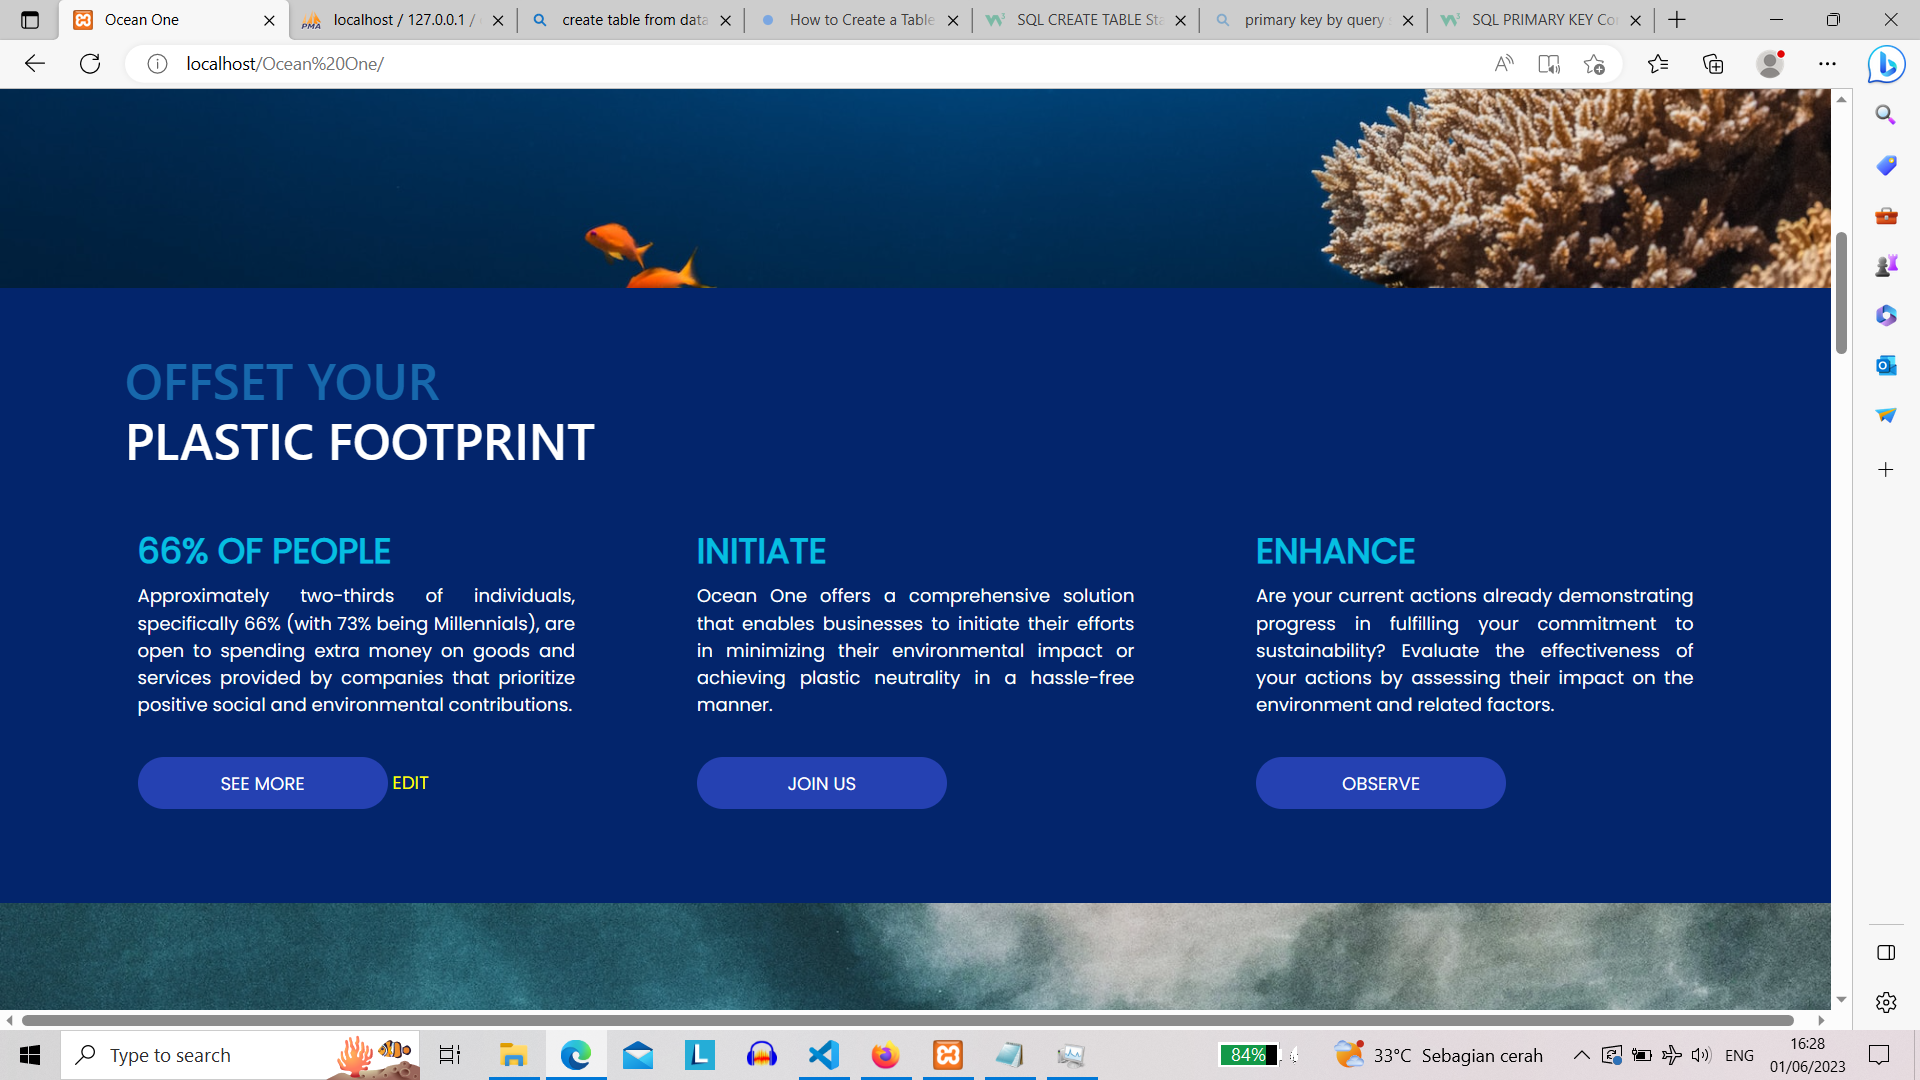 Ocean One
localhost / 127.0.0.1 /
create table from data
How to Create a Table
SQL CREATE TABLE Sta
primary key by query s
SQL PRIMARY KEY Con
localhost/Ocean%20One/
OFFSET YOUR
PLASTIC FOOTPRINT
66% OF PEOPLE
Approximately two-thirds of individuals,
specifically 66% (with 73% being Millennials), are
open to spending extra money on goods and
services provided by companies that prioritize
positive social and environmental contributions.
SEE MORE EDIT
INITIATE
Ocean One offers a comprehensive solution
that enables businesses to initiate their efforts
in minimizing their environmental impact or
achieving plastic neutrality in a hassle-free
manner.
JOIN US
ENHANCE
Are your current actions already demonstrating
progress in fulfilling your commitment to
sustainability? Evaluate the effectiveness of
your actions by assessing their impact on the
environment and related factors.
OBSERVE
Type to search
84%
33°C Sebagian cerah
ENG
16:28
01/06/2023